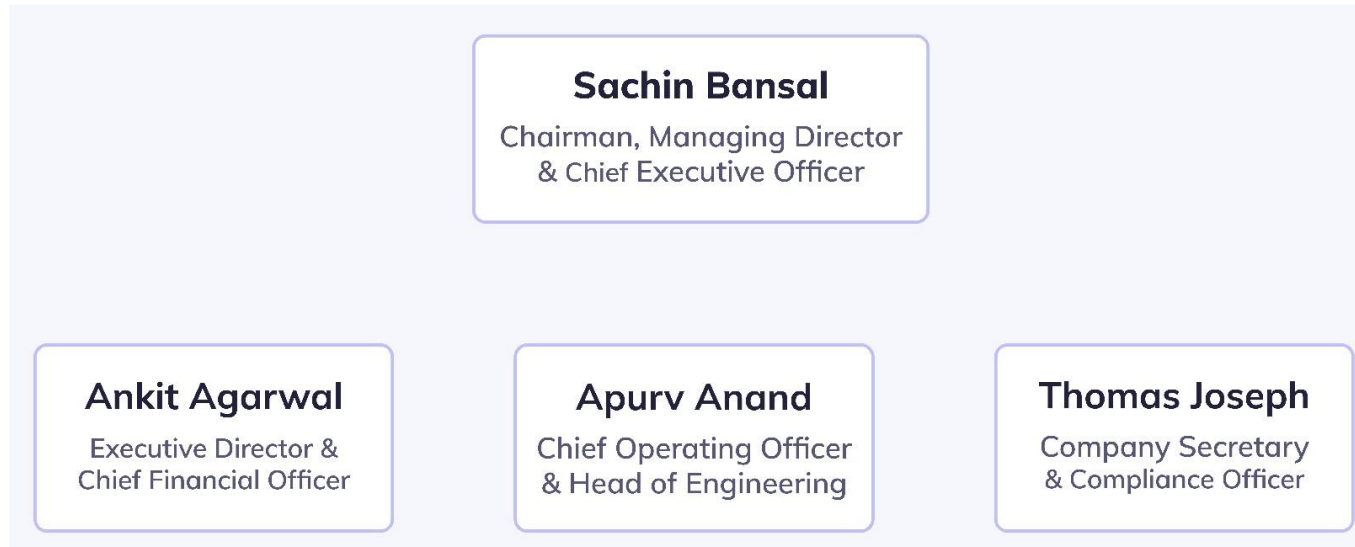 Sachin Bansal
Chairman, Managing Director
& Chief Executive Officer
Ankit Agarwal
Executive Director &
Chief Financial Officer
Apurv Anand
Chief Operating Officer
& Head of Engineering
Thomas Joseph
Company Secretary
& Compliance Officer